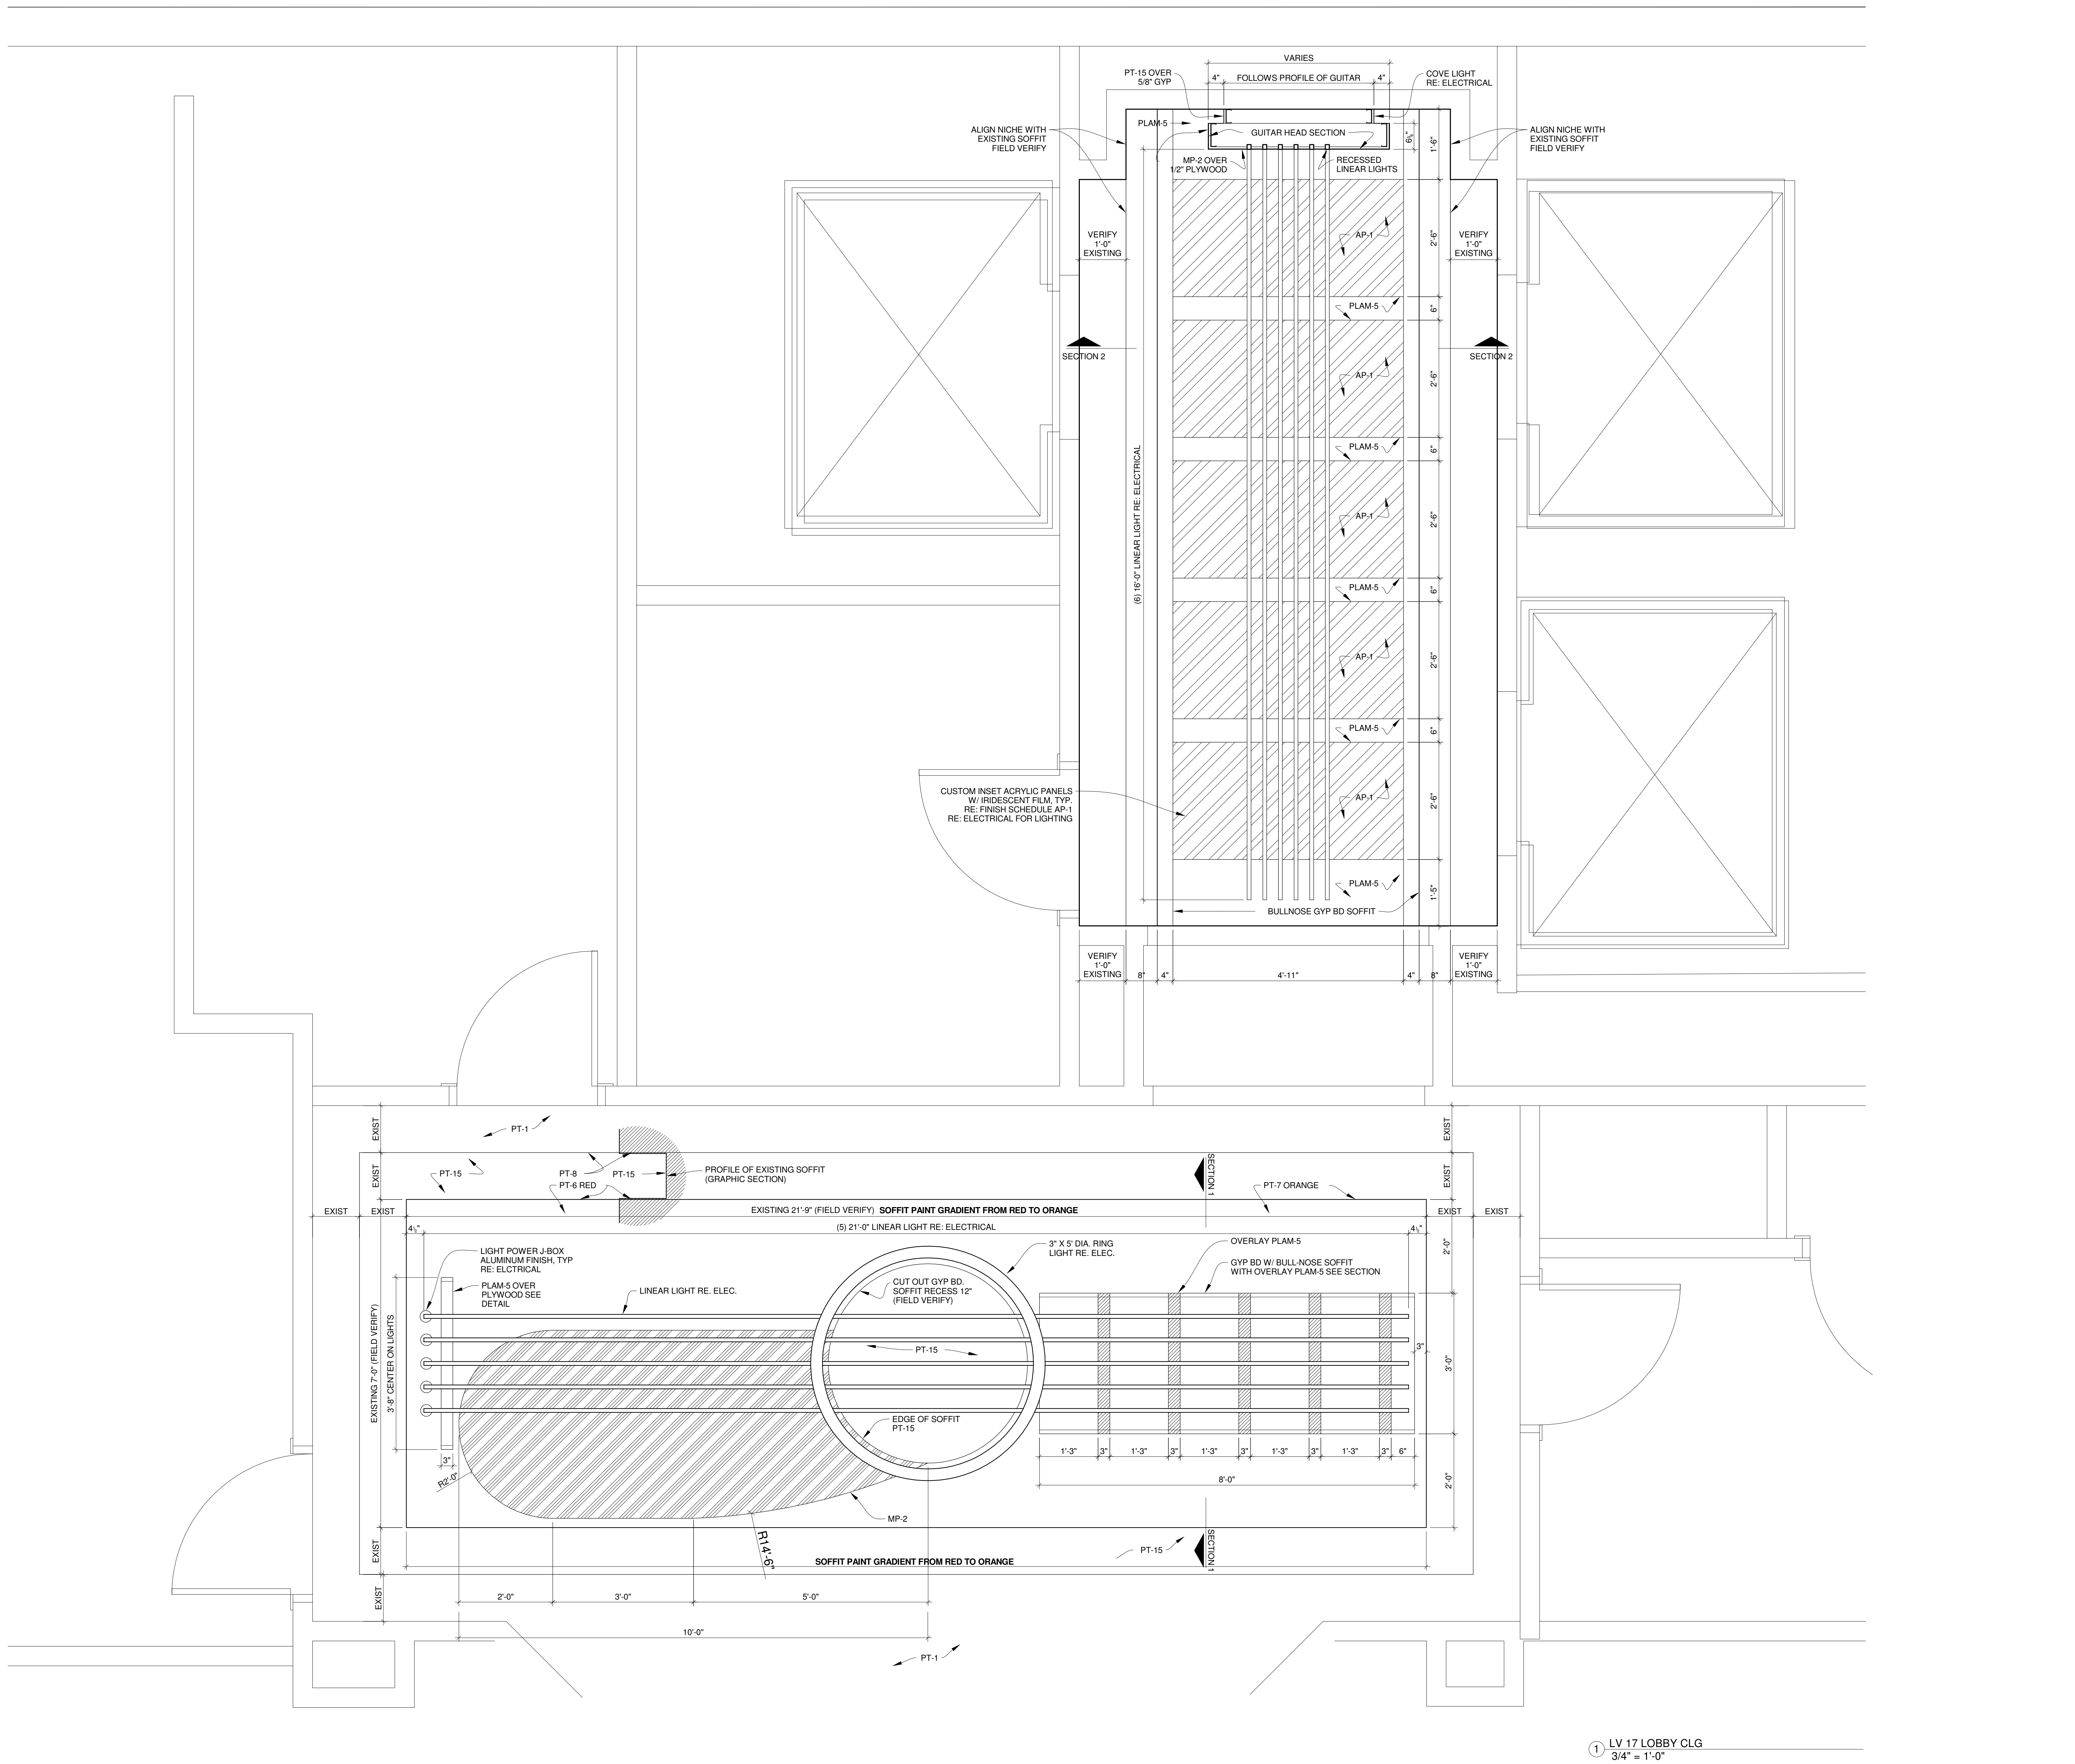 VARIES
PT-15 OVER
5/8" GYP
4"
FOLLOWS PROFILE OF GUITAR
4"
COVE LIGHT
RE: ELECTRICAL
PLAM-5
ALIGN NICHE WITH
EXISTING SOFFIT
FIELD VERIFY
GUITAR HEAD SECTION
6⅝"
1'-6"
ALIGN NICHE WITH
EXISTING SOFFIT
FIELD VERIFY
MP-2 OVER
1/2" PLYWOOD
RECESSED
LINEAR LIGHTS
VERIFY
1'-0"
EXISTING
AP-1
2'-6"
VERIFY
1'-0"
EXISTING
PLAM-5
6"
SECTION 2
SECTION 2
AP-1
2'-6"
PLAM-5
6"
(6) 16'-0" LINEAR LIGHT RE: ELECTRICAL
AP-1
2'-6"
PLAM-5
6"
AP-1
2'-6"
PLAM-5
6"
CUSTOM INSET ACRYLIC PANELS
W/ IRIDESCENT FILM, TYP.
RE: FINISH SCHEDULE AP-1
RE: ELECTRICAL FOR LIGHTING
AP-1
2'-6"
PLAM-5
1'-5"
BULLNOSE GYP BD SOFFIT
VERIFY
1'-0"
EXISTING
8"
4"
4'-11"
4"
8"
VERIFY
1'-0"
EXISTING
EXIST
PT-1
EXIST
EXIST
PT-15
PT-8
PT-15
PT-6 RED
PROFILE OF EXISTING SOFFIT
(GRAPHIC SECTION)
SECTION 1
PT-7 ORANGE
EXIST
EXIST
EXIST
EXISTING 21'-9" (FIELD VERIFY) SOFFIT PAINT GRADIENT FROM RED TO ORANGE
EXIST
EXIST
4½"
(5) 21'-0" LINEAR LIGHT RE: ELECTRICAL
4½"
2'-0"
LIGHT POWER J-BOX
ALUMINUM FINISH, TYP
RE: ELCTRICAL
3" X 5' DIA. RING
LIGHT RE. ELEC.
OVERLAY PLAM-5
GYP BD W/ BULL-NOSE SOFFIT
WITH OVERLAY PLAM-5 SEE SECTION
PLAM-5 OVER
PLYWOOD SEE
DETAIL
LINEAR LIGHT RE. ELEC.
CUT OUT GYP BD.
SOFFIT RECESS 12"
(FIELD VERIFY)
EXISTING 7'-0" (FIELD VERIFY)
3'-8" CENTER ON LIGHTS
PT-15
3"
3'-0"
EDGE OF SOFFIT
PT-15
3"
R2'-0"
1'-3"
3"
1'-3"
3"
1'-3"
3"
1'-3"
3"
1'-3"
3"
6"
8'-0"
2'-0"
MP-2
R14'-6"
EXIST
SOFFIT PAINT GRADIENT FROM RED TO ORANGE
PT-15
SECTION 1
EXIST
2'-0"
3'-0"
5'-0"
10'-0"
PT-1
1
LV 17 LOBBY CLG
3/4" = 1'-0"